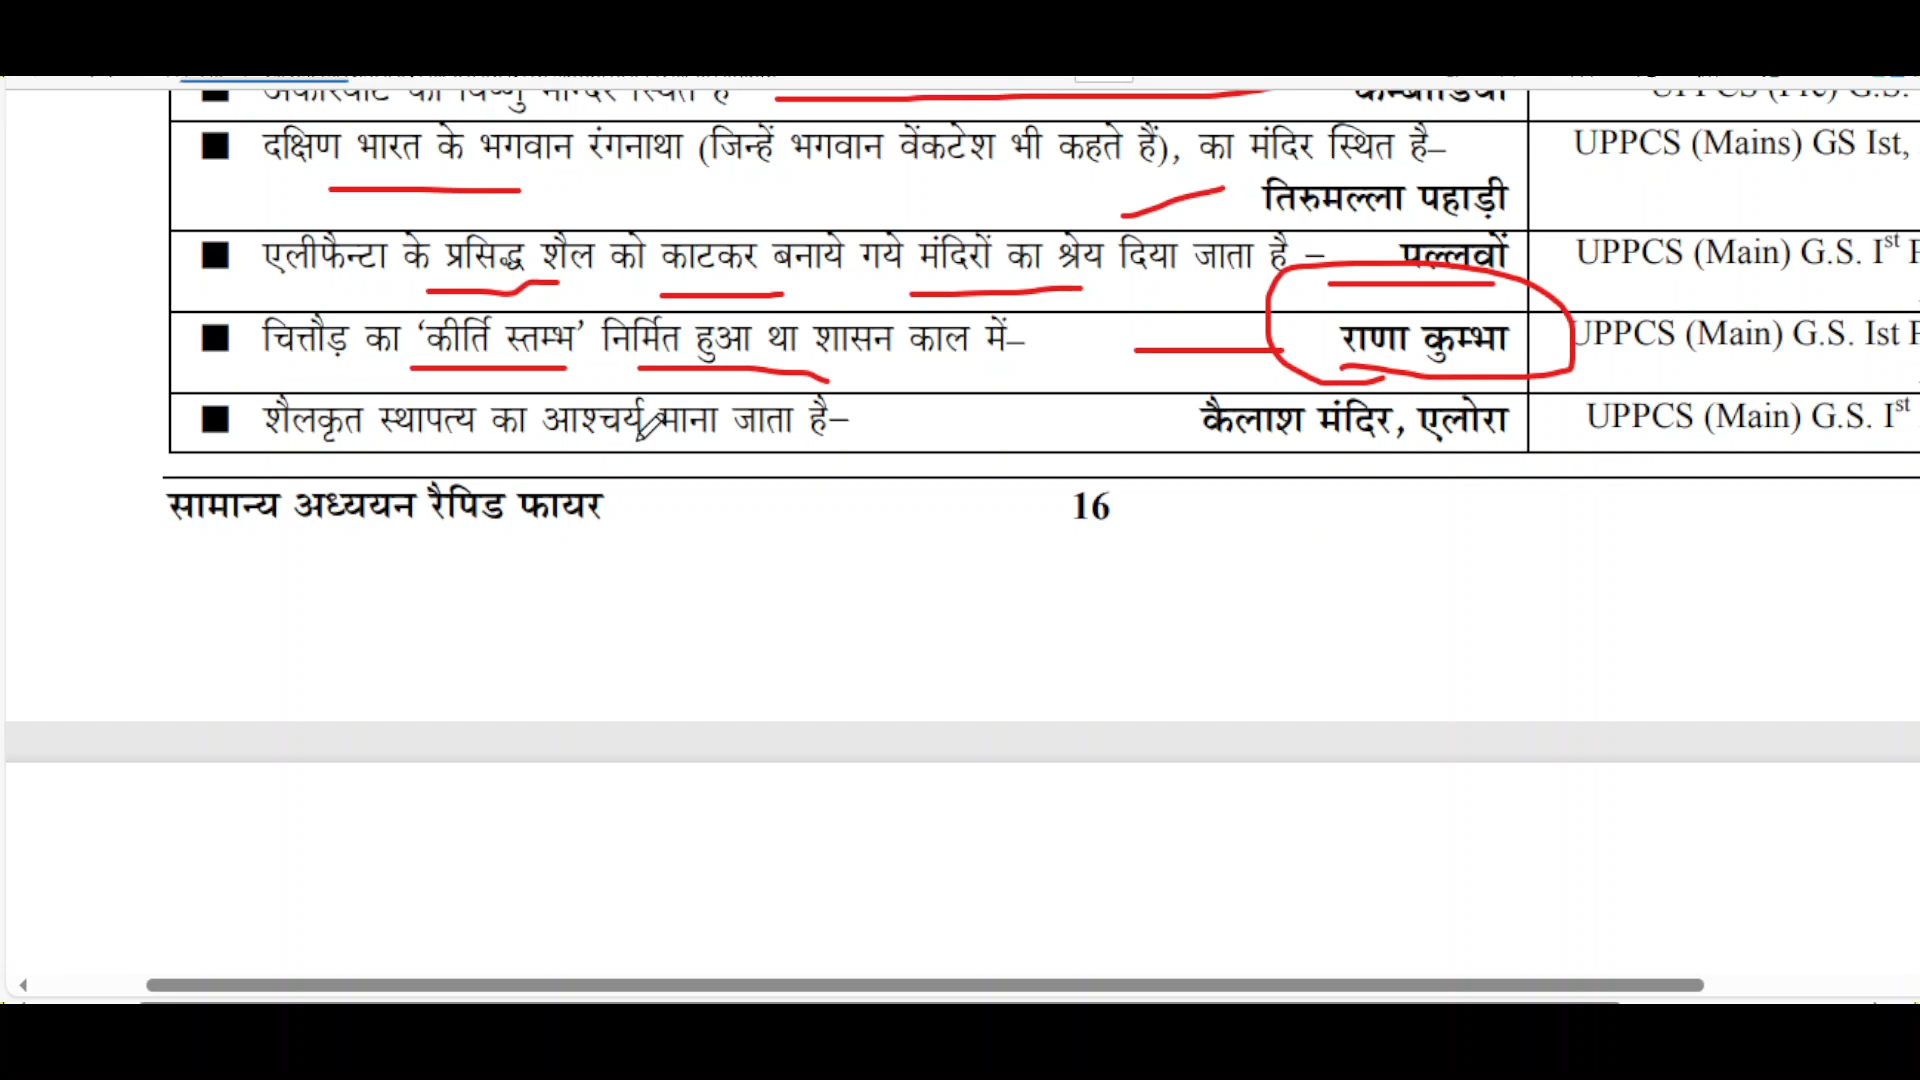 ■ दक्षिण भारत के भगवान रंगनाथा (जिन्हें भगवान वेंकटेश भी कहते हैं), का मंदिर स्थित है– UPPCS (Mains) GS Ist,
तिरुमल्ला पहाड़ी
■ एलीफैन्टा के प्रसिद्ध शैल को काटकर बनाये गये मंदिरों का श्रेय दिया जाता है – पल्लवों UPPCS (Main) G.S. Ist P
■ चित्तौड़ का ‘कीर्ति स्तम्भ’ निर्मित हुआ था शासन काल में– राणा कुम्भा UPPCS (Main) G.S. Ist P
■ शैलकृत स्थापत्य का आश्चर्य माना जाता है– कैलाश मंदिर, एलोरा UPPCS (Main) G.S. Ist
सामान्य अध्ययन रैपिड फायर 16